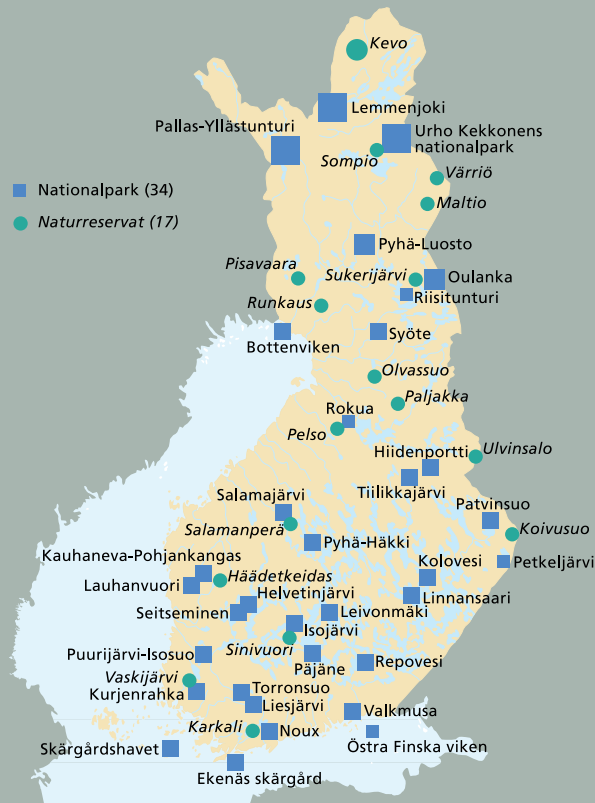 Kevo
Lemmenjoki
Pallas-Yllästunturi
Urho Kekkonens
nationalpark
Sompio
Värriö
Nationalpark (34)
Maltio
Naturreservat (17)
Pyhä-Luosto
Pisavaara
Sukerijärvi
Oulanka
Riisitunturi
Runkaus
Syöte
Bottenviken
Olvassuo
Paljakka
Rokua
Pelso
Hiidenportti
Ulvinsalo
Tiilikkajärvi
Salamajärvi
Patvinsuo
Salamanperä
Koivusuo
Pyhä-Häkki
Kauhaneva-Pohjankangas
Kolovesi
Petkeljärvi
Lauhanvuori
Häädetkeidas
Helvetinjärvi
Linnansaari
Seitseminen
Leivonmäki
Isojärvi
Puurijärvi-Isosuo
Sinivuori
Päjäne
Repovesi
Vaskijärvi
Kurjenrahka
Torronsuo
Liesjärvi
Valkmusa
Karkali
Noux
Skärgårdshavet
Östra Finska viken
Ekenäs skärgård